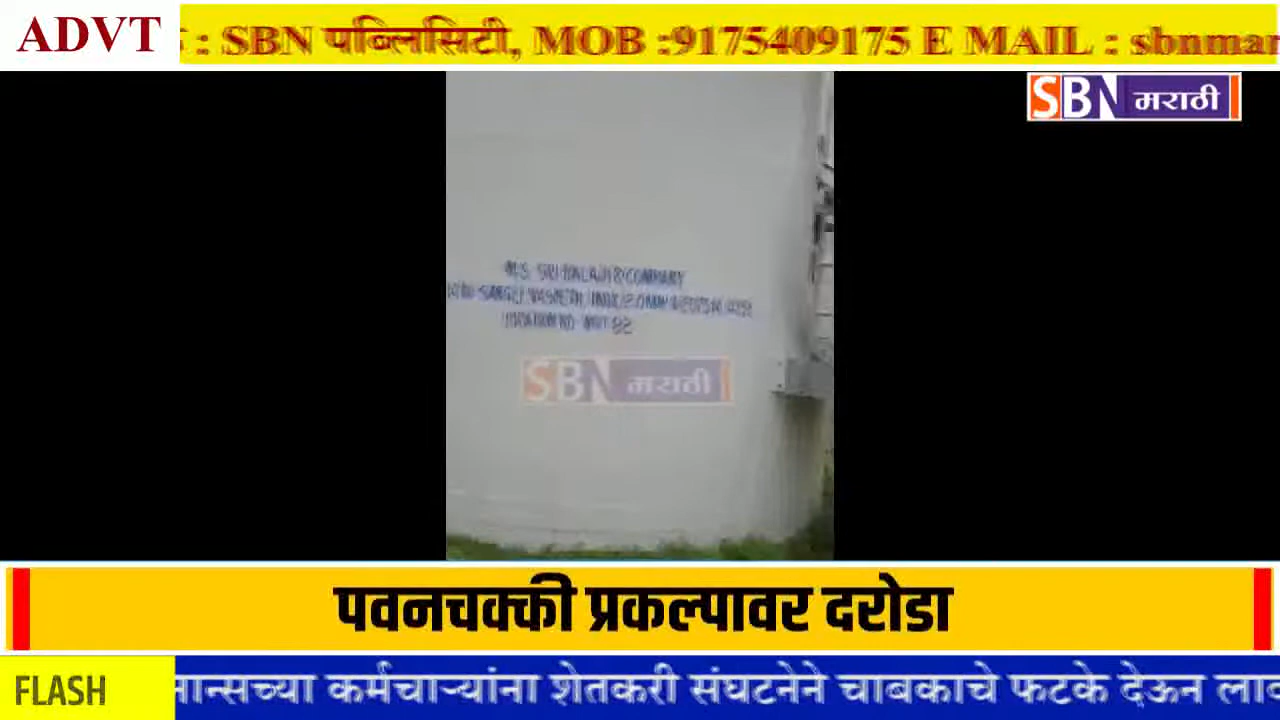 ADVT : SBN पब्लिसिटी, MOB :9175409175 E MAIL : sbnmar
SBN मराठी
M/S. SRI BALAJI & COMPANY
SBN मराठी
पवनचक्की प्रकल्पावर दरोडा
FLASH नान्सच्या कर्मचाऱ्यांना शेतकरी संघटनेने चाबकाचे फटके देऊन लाव